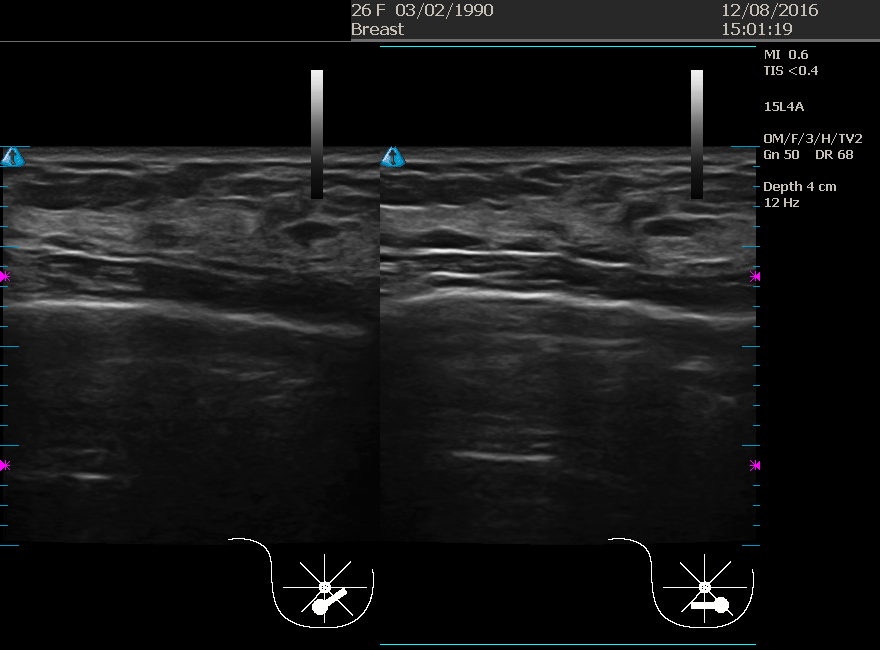 26 F 03/02/1990 12/08/2016
Breast 15:01:19
MI 0.6
TIS <0.4
15L4A
OM/F/3/H/TV2
Gn 50 DR 68
Depth 4 cm
12 Hz